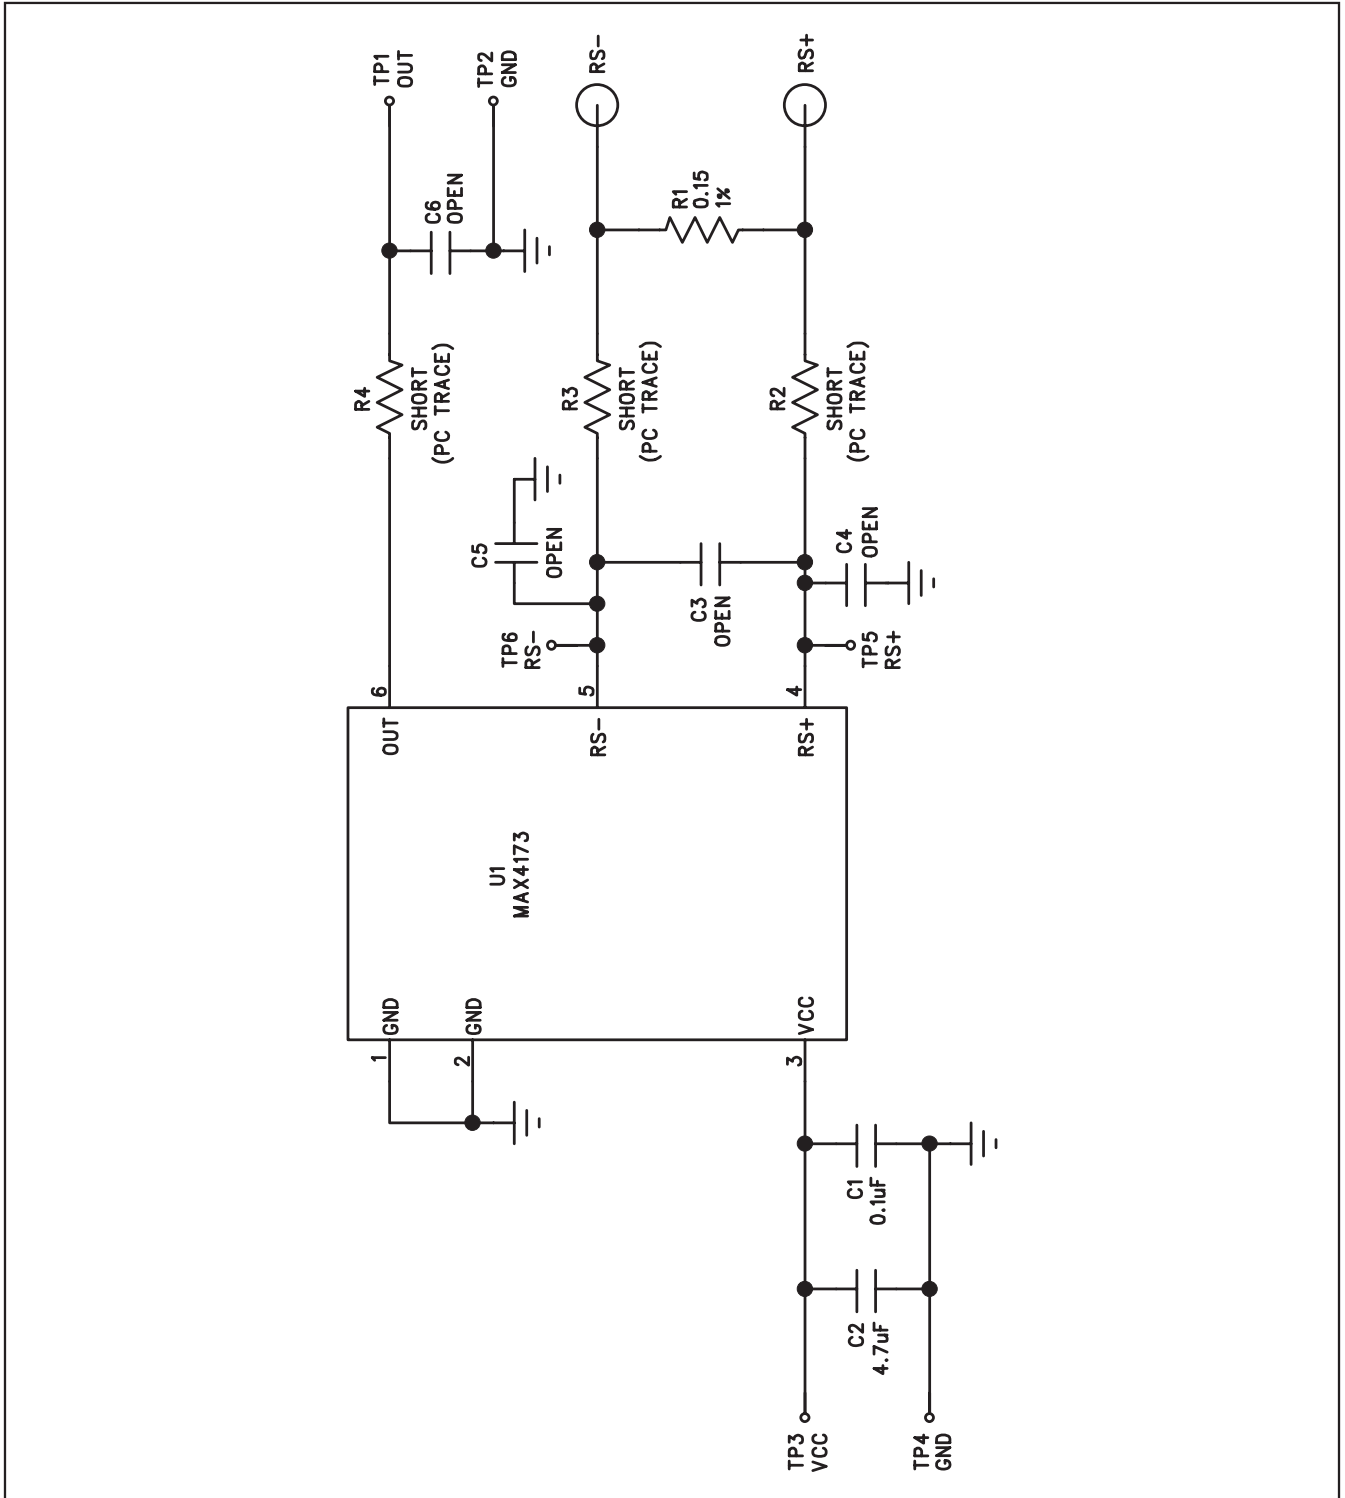 TP1
OUT
TP2
GND
RS-
RS+
C6
OPEN
R1
0.15
1%
R4
SHORT
(PC TRACE)
R3
SHORT
(PC TRACE)
R2
SHORT
(PC TRACE)
C5
OPEN
C3
OPEN
C4
OPEN
TP6
RS-
TP5
RS+
6
5
4
OUT
RS-
RS+
U1
MAX4173
GND
GND
VCC
1
2
3
C1
0.1uF
C2
4.7uF
TP3
VCC
TP4
GND